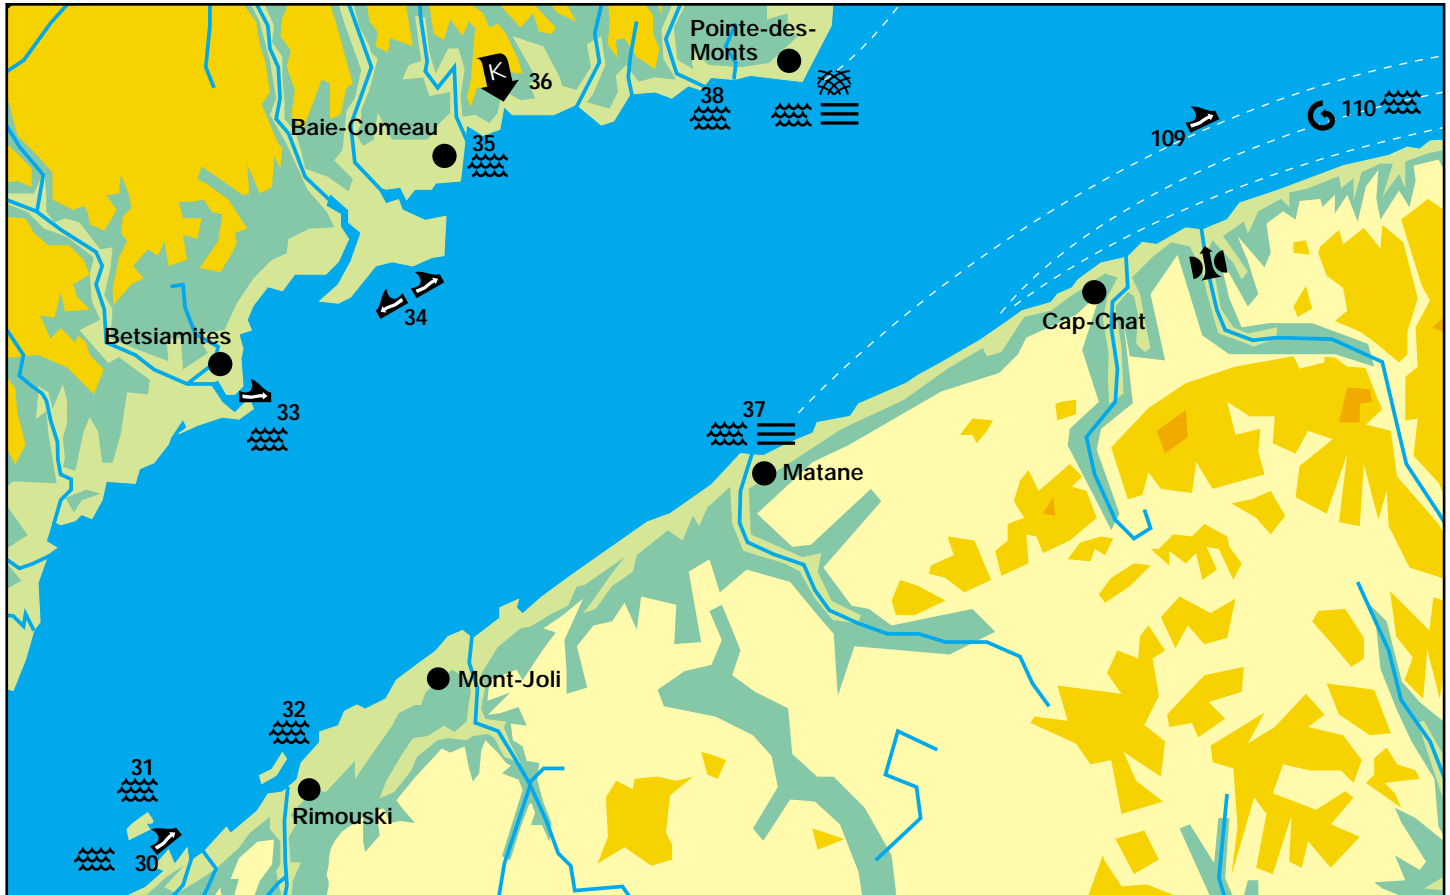 Pointe-des-
Monts
K
36
38
109
110
Baie-Comeau
35
34
Cap-Chat
Betsiamites
33
37
Matane
Mont-Joli
32
31
Rimouski
30